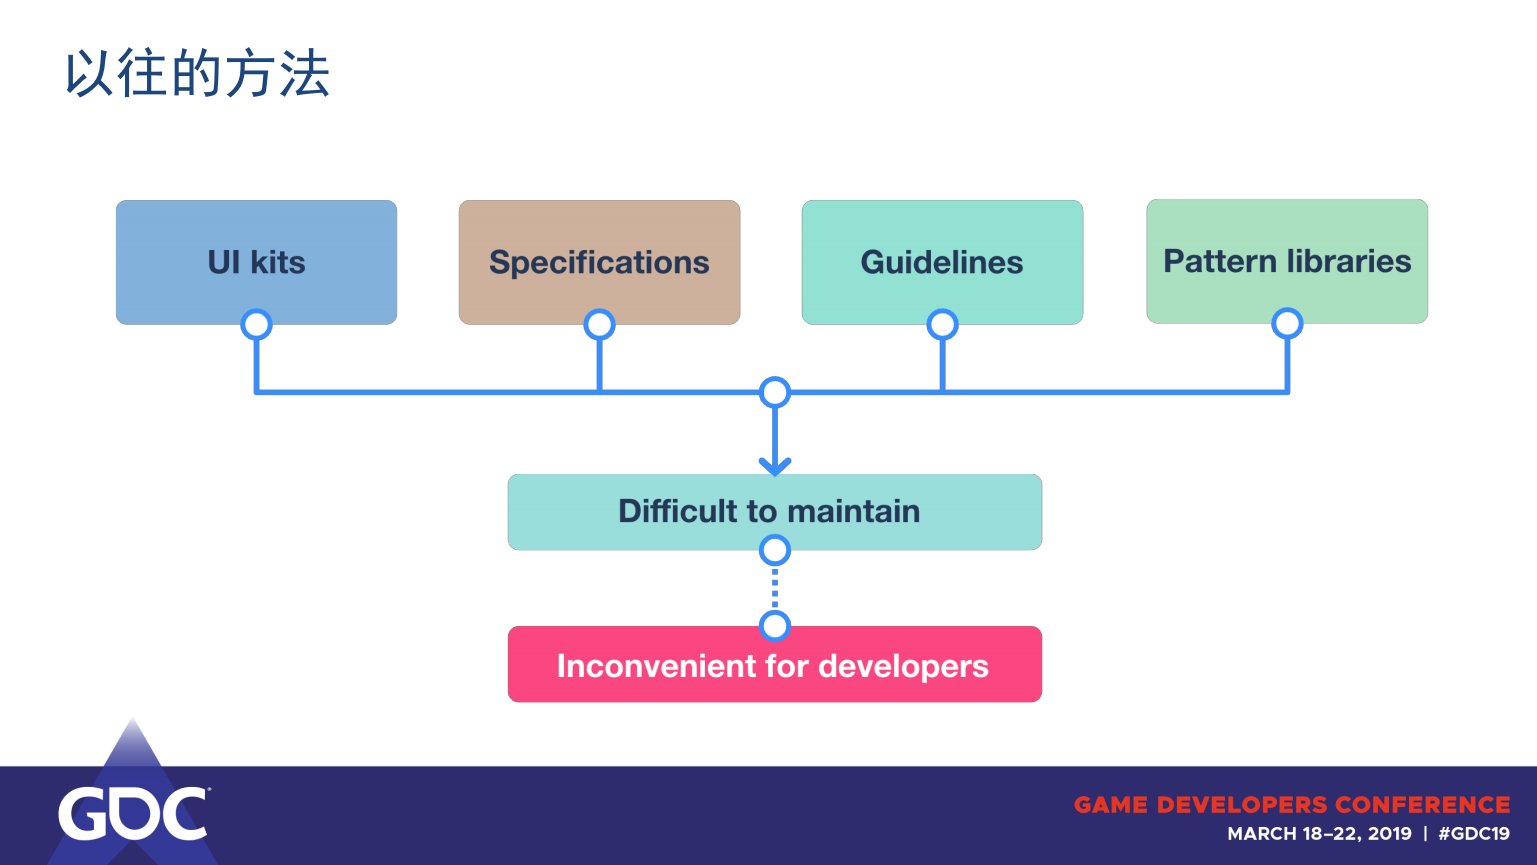 以往的方法
UI kits
Specifications
Guidelines
Pattern libraries
Difficult to maintain
Inconvenient for developers
GDC
GAME DEVELOPERS CONFERENCE
MARCH 18–22, 2019 | #GDC19